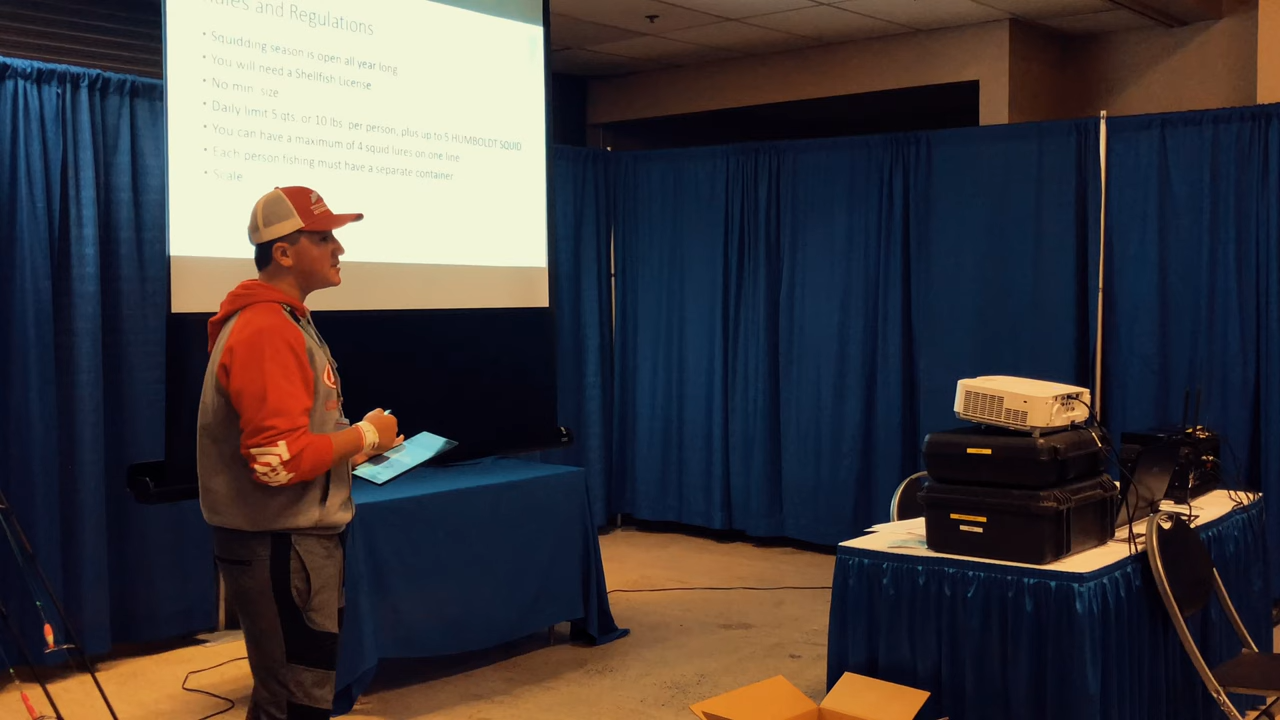 Rules and Regulations
• Squidding season is open all year long
• You will need a Shellfish License
• No min. size
• Daily limit 5 qts. or 10 lbs. per person, plus up to 5 HUMBOLDT SQUID
• You can have a maximum of 4 squid lures on one line
• Each person fishing must have a separate container
• Scale